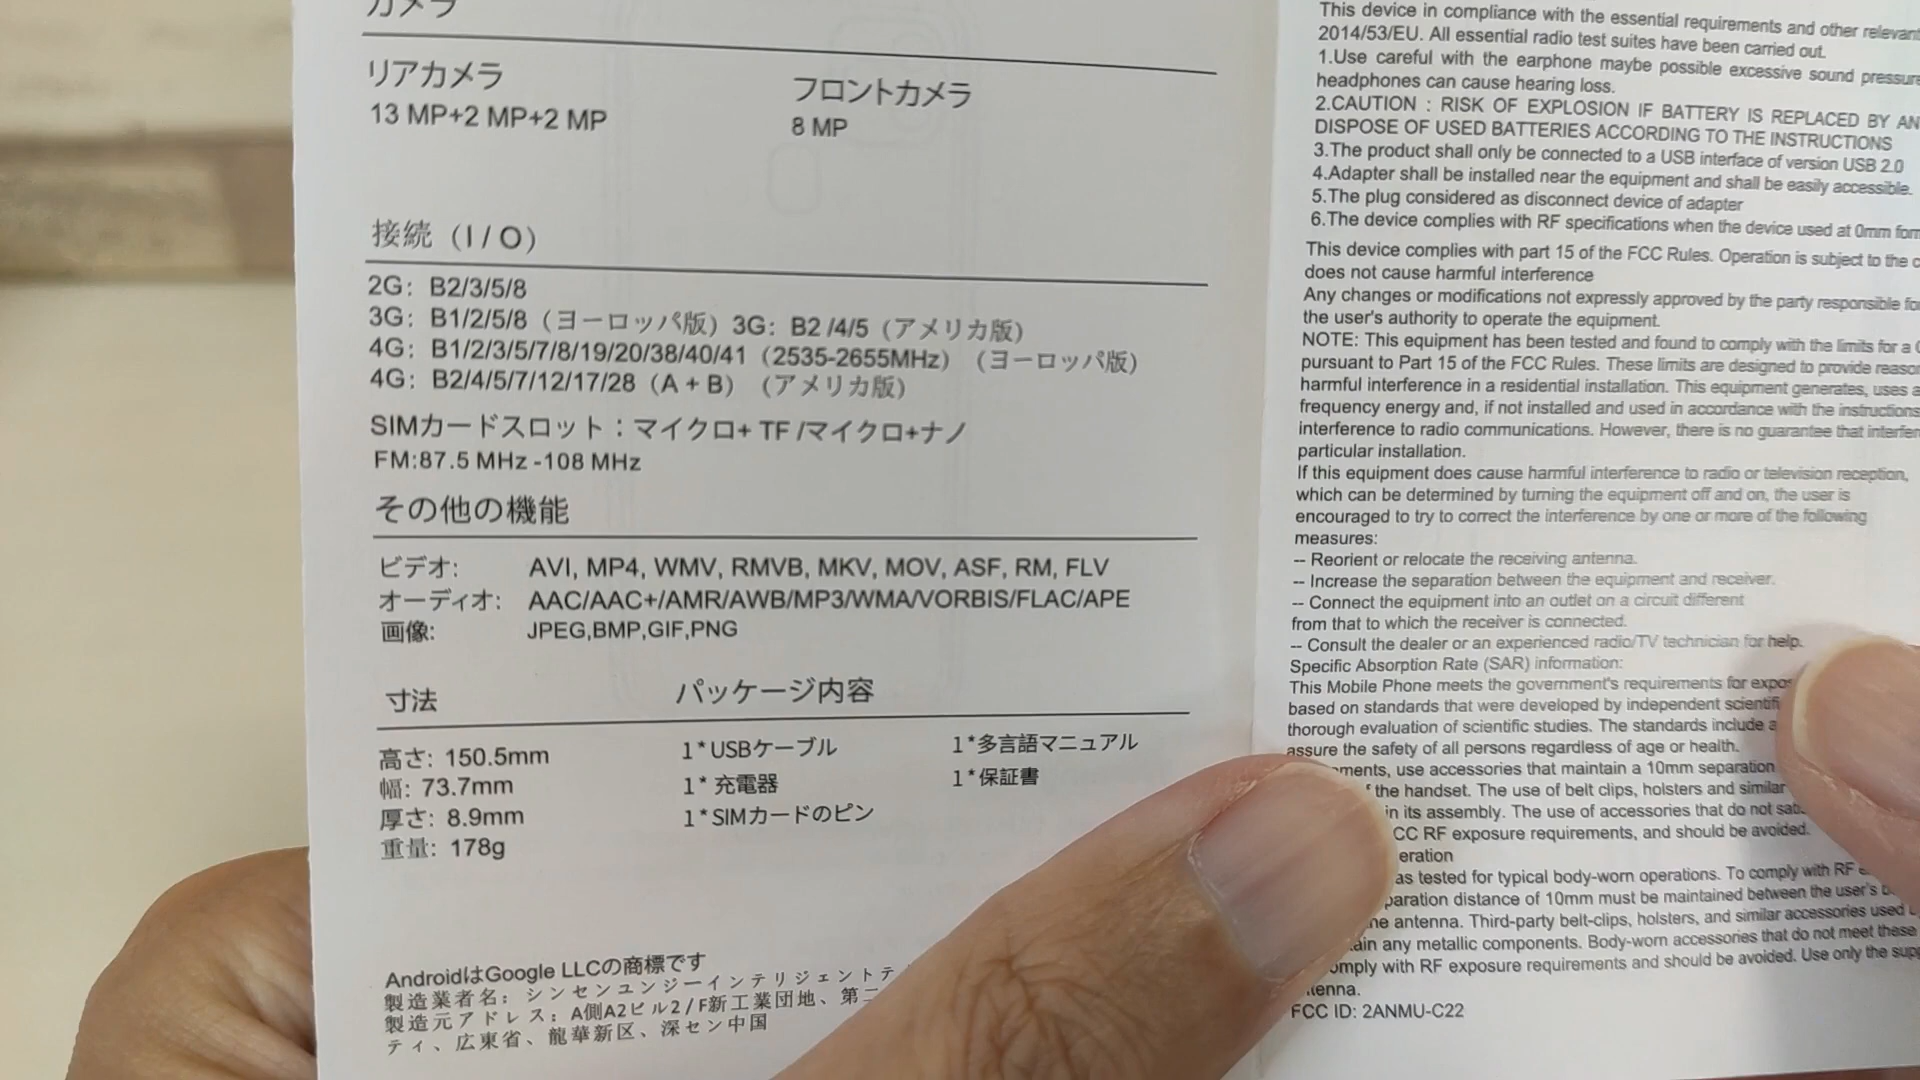 カメラ
リアカメラ
13 MP+2 MP+2 MP
フロントカメラ
8 MP
接続（I / O）
2G: B2/3/5/8
3G: B1/2/5/8（ヨーロッパ版）3G: B2 /4/5（アメリカ版）
4G: B1/2/3/5/7/8/19/20/38/40/41（2535-2655MHz）（ヨーロッパ版）
4G: B2/4/5/7/12/17/28（A + B）（アメリカ版）
SIMカードスロット：マイクロ+ TF /マイクロ+ナノ
FM:87.5 MHz -108 MHz
その他の機能
ビデオ: AVI, MP4, WMV, RMVB, MKV, MOV, ASF, RM, FLV
オーディオ: AAC/AAC+/AMR/AWB/MP3/WMA/VORBIS/FLAC/APE
画像: JPEG,BMP,GIF,PNG
寸法
高さ: 150.5mm
幅: 73.7mm
厚さ: 8.9mm
重量: 178g
パッケージ内容
1*USBケーブル
1* 充電器
1*SIMカードのピン
1*多言語マニュアル
1*保証書
AndroidはGoogle LLCの商標です
製造業者名: シンセンユンジーインテリジェントテ
製造元アドレス: A側A2ビル2/F新工業団地、第二
ティ、広東省、龍華新区、深セン中国
This device in compliance with the essential requirements and other relevant
2014/53/EU. All essential radio test suites have been carried out.
1.Use careful with the earphone maybe possible excessive sound pressure
headphones can cause hearing loss.
2.CAUTION : RISK OF EXPLOSION IF BATTERY IS REPLACED BY AN
DISPOSE OF USED BATTERIES ACCORDING TO THE INSTRUCTIONS
3.The product shall only be connected to a USB interface of version USB 2.0
4.Adapter shall be installed near the equipment and shall be easily accessible.
5.The plug considered as disconnect device of adapter
6.The device complies with RF specifications when the device used at 0mm form
This device complies with part 15 of the FCC Rules. Operation is subject to the
does not cause harmful interference
Any changes or modifications not expressly approved by the party responsible for
the user's authority to operate the equipment.
NOTE: This equipment has been tested and found to comply with the limits for a
pursuant to Part 15 of the FCC Rules. These limits are designed to provide
harmful interference in a residential installation. This equipment generates, uses
frequency energy and, if not installed and used in accordance with the instructions
interference to radio communications. However, there is no guarantee that
particular installation.
If this equipment does cause harmful interference to radio or television reception,
which can be determined by turning the equipment off and on, the user is
encouraged to try to correct the interference by one or more of the following
measures:
-- Reorient or relocate the receiving antenna.
-- Increase the separation between the equipment and receiver.
-- Connect the equipment into an outlet on a circuit different
from that to which the receiver is connected.
-- Consult the dealer or an experienced radio/TV technician for help.
Specific Absorption Rate (SAR) information:
This Mobile Phone meets the government's requirements for
based on standards that were developed by independent
thorough evaluation of scientific studies. The standards include a
assure the safety of all persons regardless of age or health.
use accessories that maintain a 10mm separation
the handset. The use of belt clips, holsters and similar
in its assembly. The use of accessories that do not
CC RF exposure requirements, and should be avoided.
eration
as tested for typical body-worn operations. To comply with RF
distance of 10mm must be maintained between the user's
antenna. Third-party belt-clips, holsters, and similar accessories used
any metallic components. Body-worn accessories that do not meet these
comply with RF exposure requirements and should be avoided. Use only the
FCC ID: 2ANMU-C22